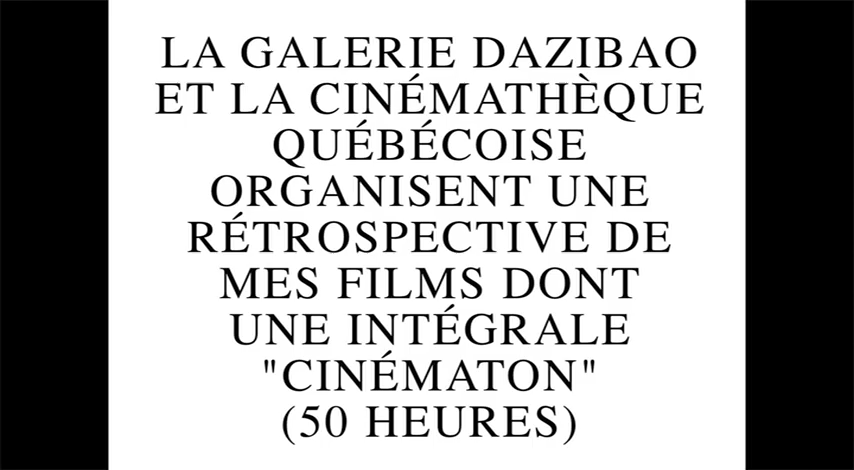 LA GALERIE DAZIBAO
ET LA CINÉMATHÈQUE
QUÉBÉCOISE
ORGANISENT UNE
RÉTROSPECTIVE DE
MES FILMS DONT
UNE INTÉGRALE
"CINÉMATON"
(50 HEURES)